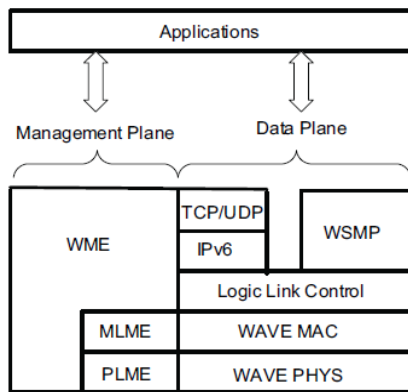 Applications
Management Plane
Data Plane
TCP/UDP
WME
WSMP
IPv6
Logic Link Control
MLME
WAVE MAC
PLME
WAVE PHYS